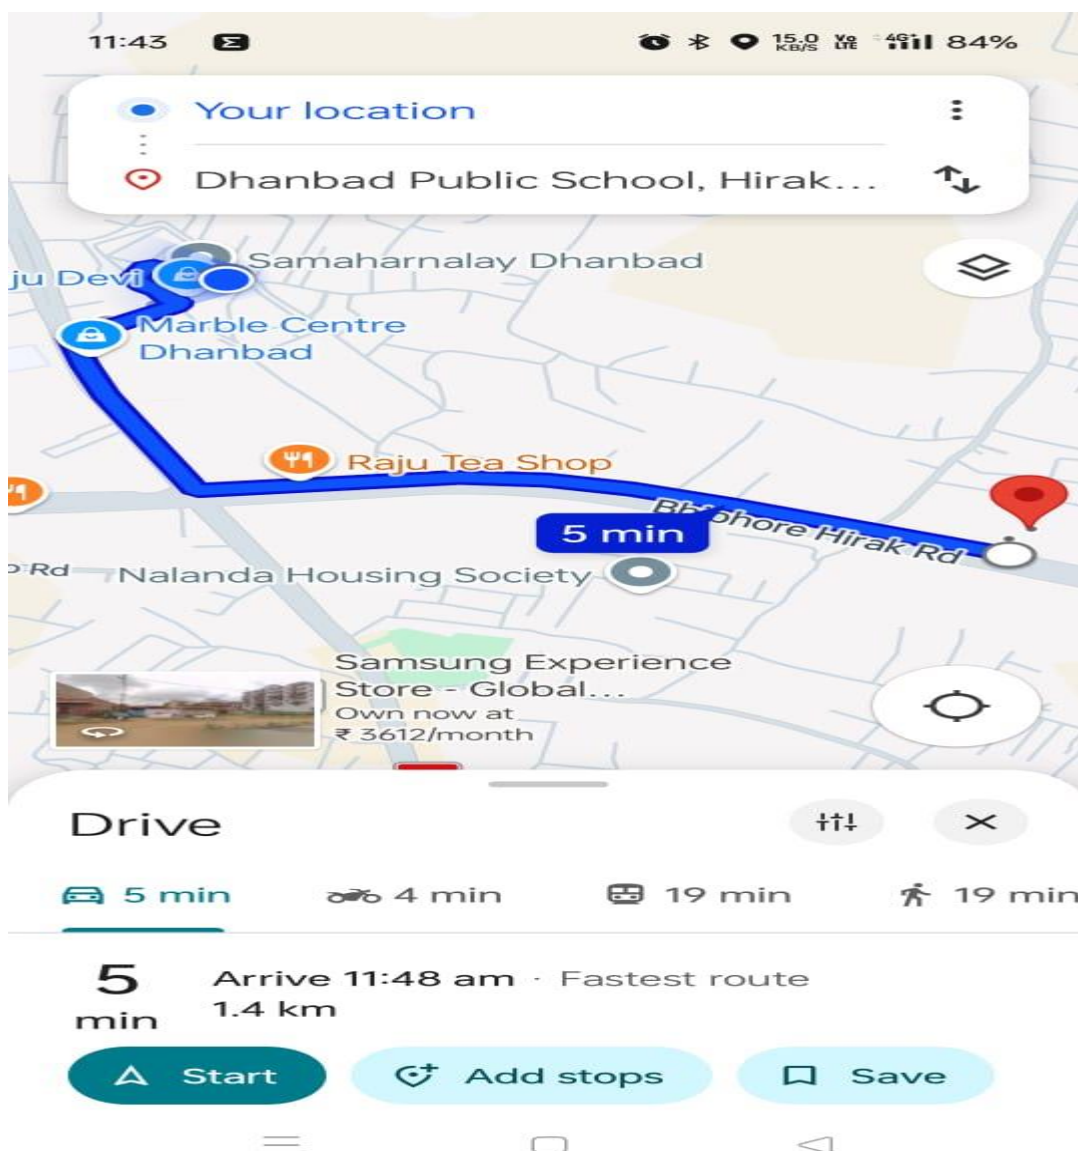 11:43 Σ 15.0 KB/S Vo LTE 4G+ 84%
Your location
Dhanbad Public School, Hirak...
Samaharnalay Dhanbad
ju Devi
Marble Centre
Dhanbad
Raju Tea Shop
5 min
Hirak Rd
Rd
Nalanda Housing Society
Samsung Experience
Store - Global...
Own now at
₹ 3612/month
Drive
5 min 4 min 19 min 19 min
5
min
Arrive 11:48 am · Fastest route
1.4 km
Start Add stops Save